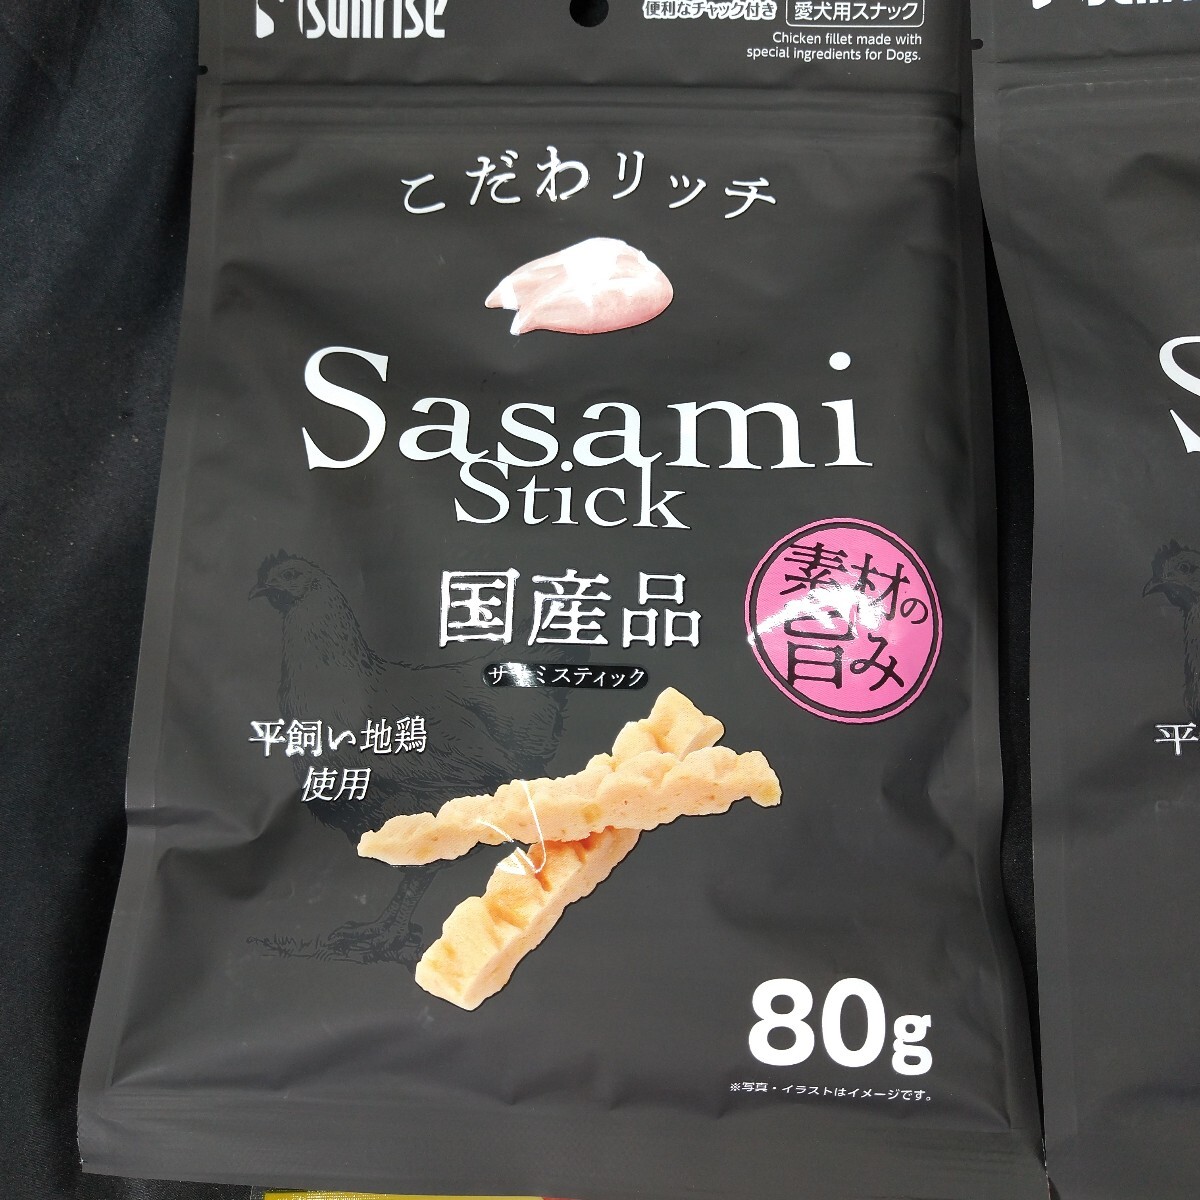 Sunrise
便利なチャック付き
愛犬用スナック
Chicken fillet made with
special ingredients for Dogs.
こだわリッチ
Sasami
Stick
国産品
ササミスティック
素材の
旨み
平飼い地鶏
使用
80g
※写真・イラストはイメージです。
S
平